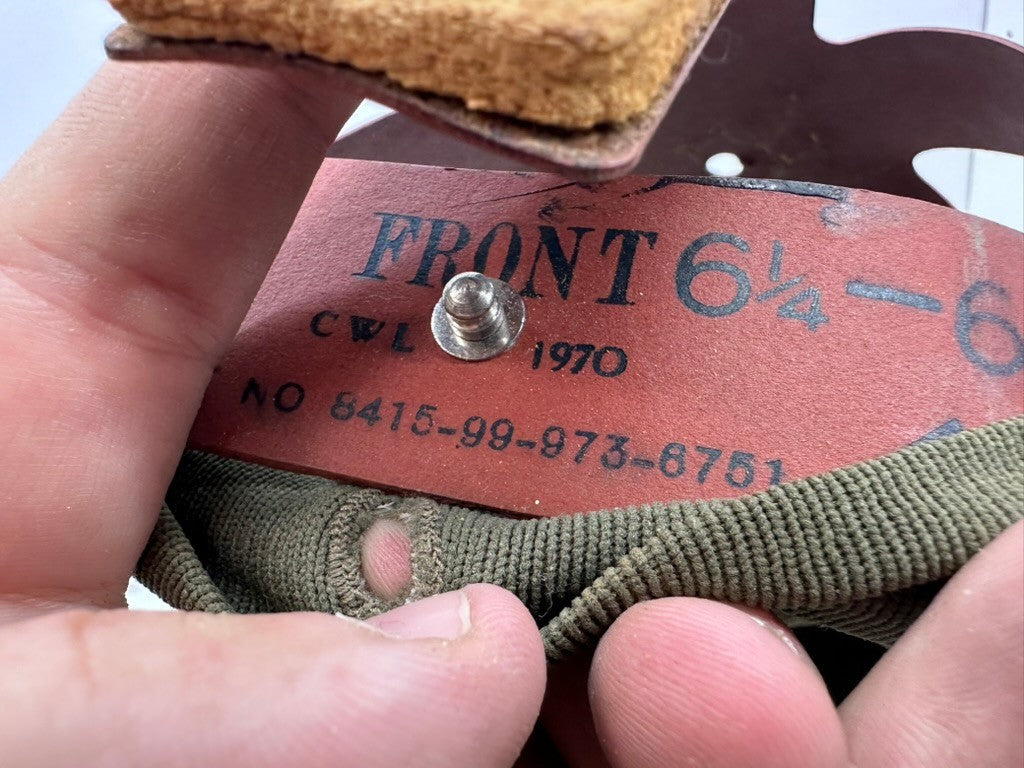 FRONT 6¼ - 6
CWL 1970
NO 8415-99-973-6751